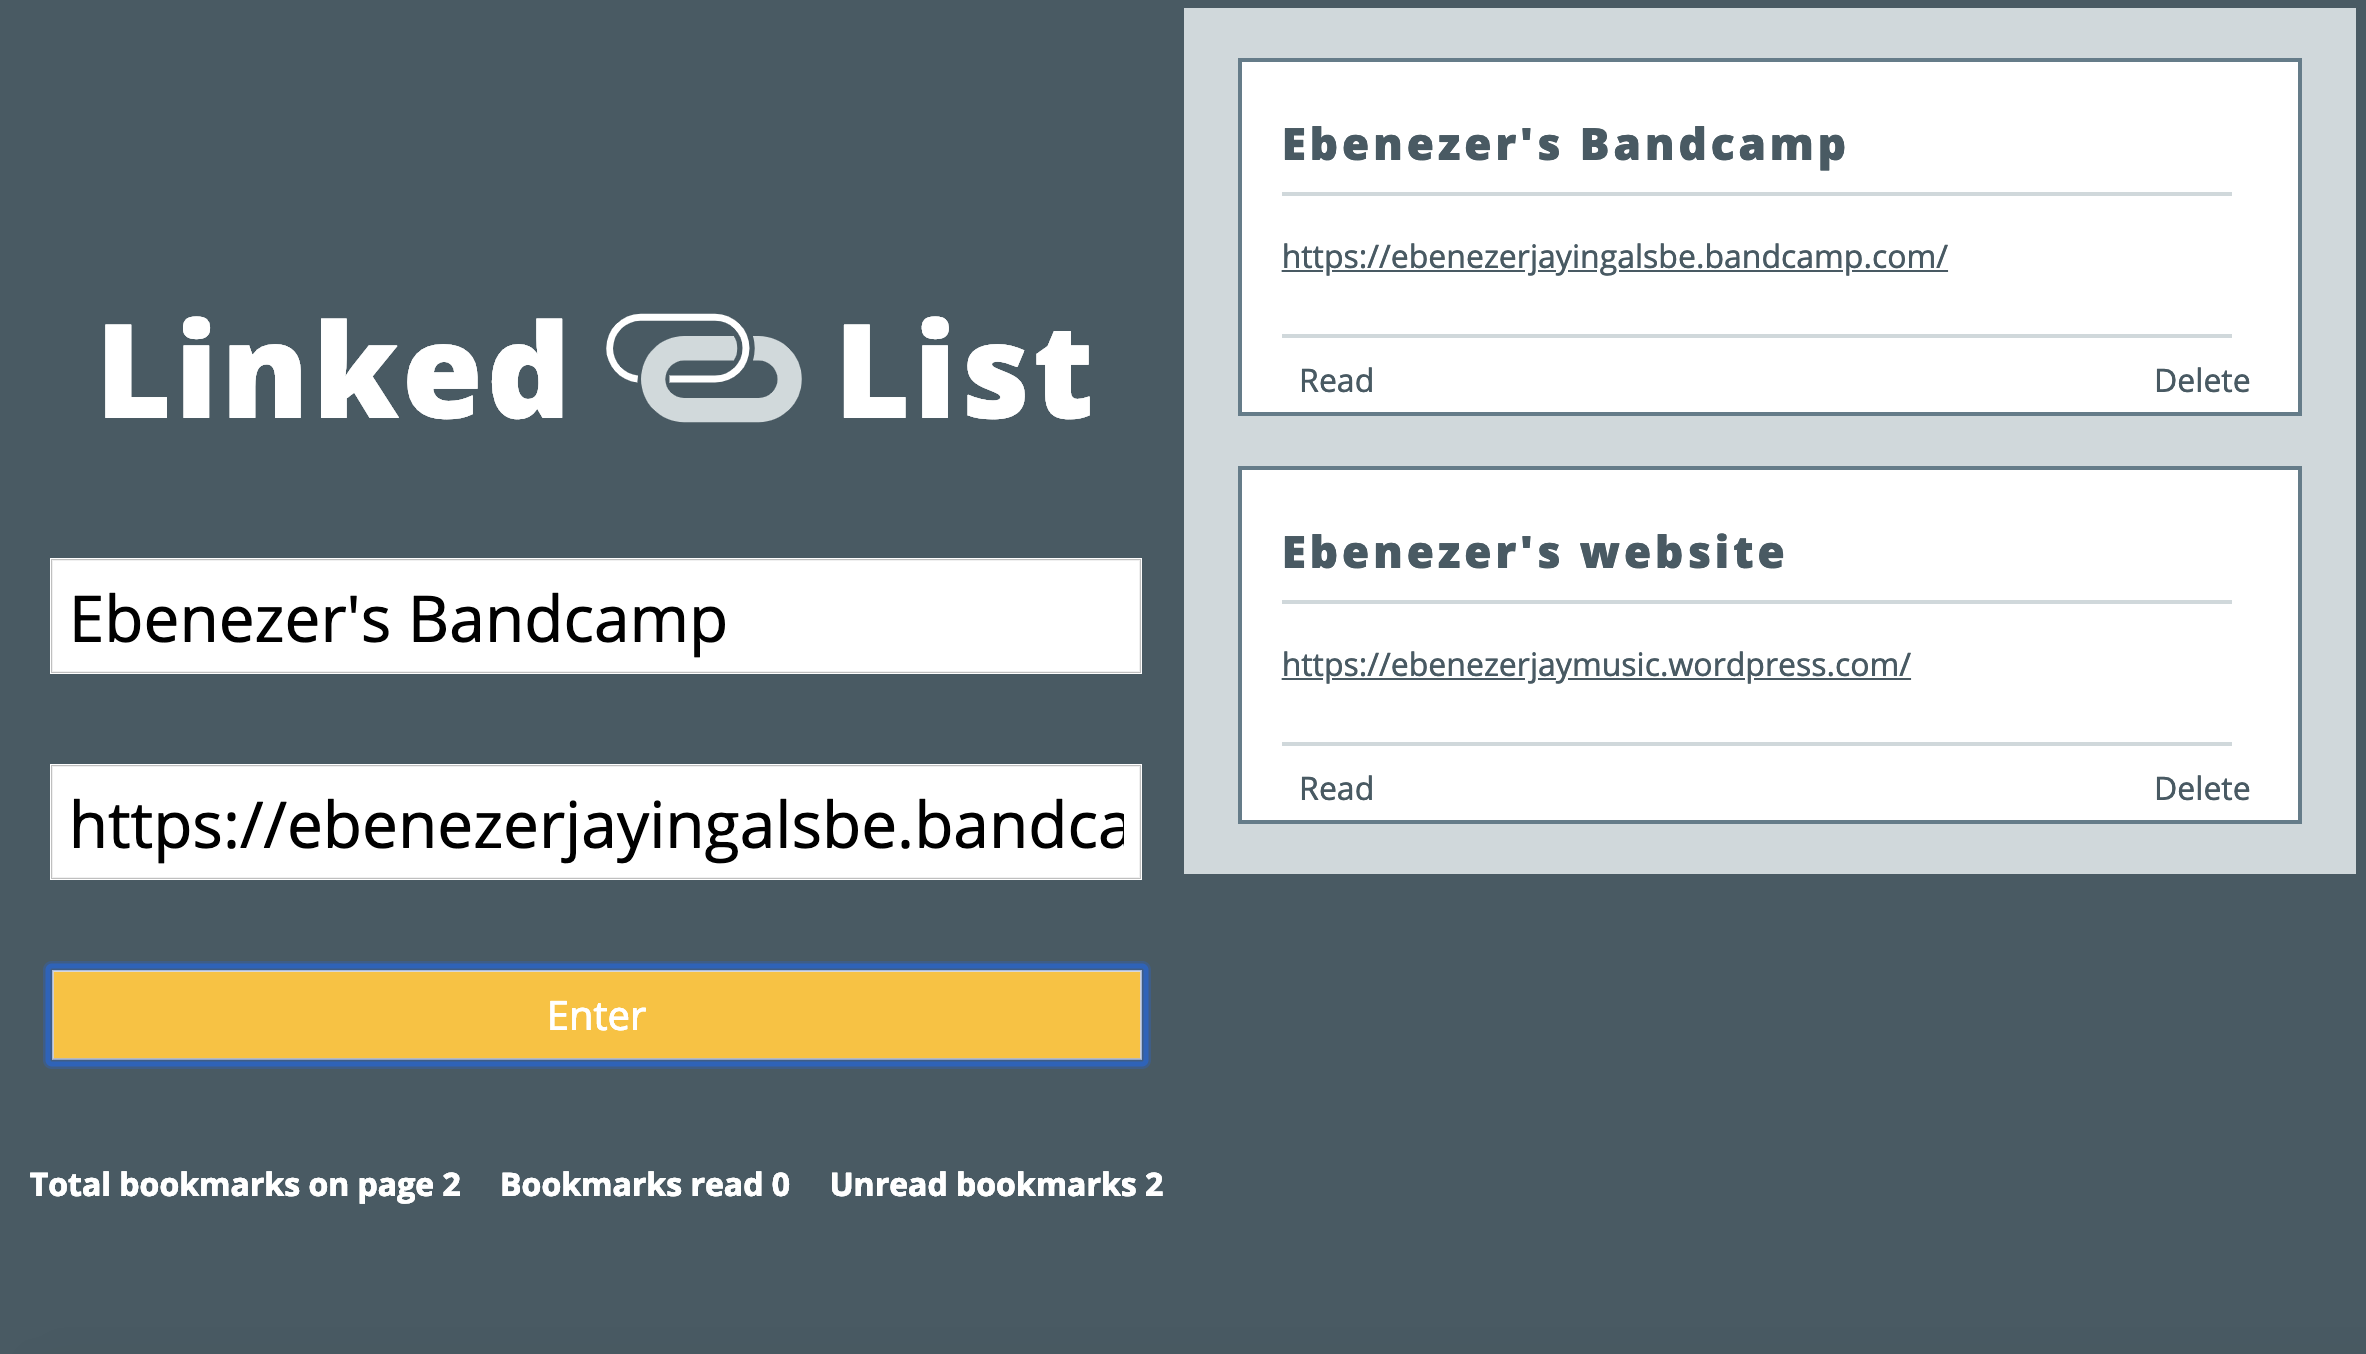 Linked List
Ebenezer's Bandcamp
https://ebenezerjayingalsbe.bandca
Enter
Total bookmarks on page 2 Bookmarks read 0 Unread bookmarks 2
Ebenezer's Bandcamp
https://ebenezerjayingalsbe.bandcamp.com/
Read Delete
Ebenezer's website
https://ebenezerjaymusic.wordpress.com/
Read Delete